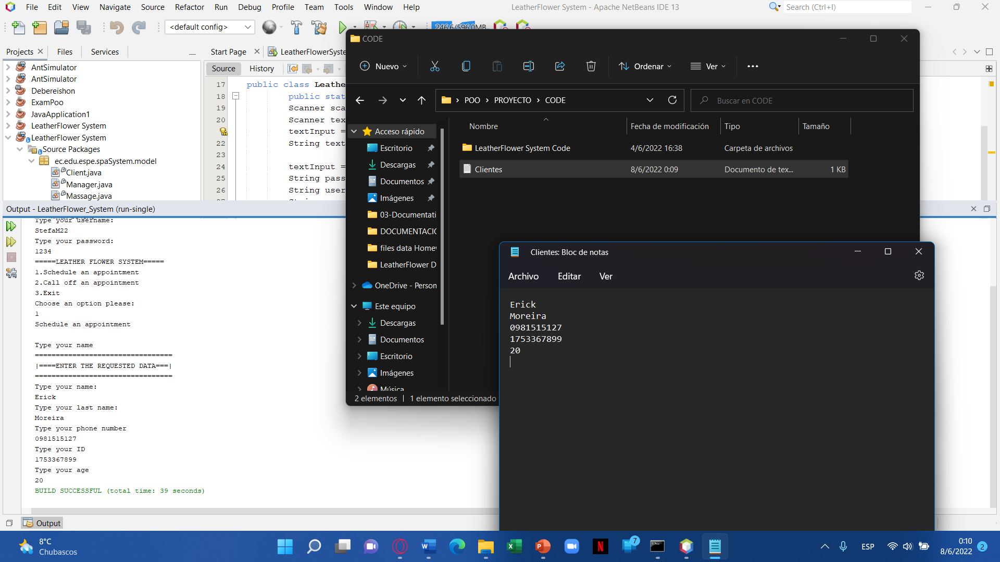 File Edit View Navigate Source Refactor Run Debug Profile Team Tools Window Help
LeatherFlower System - Apache NetBeans IDE 13
Search (Ctrl+I)
<default config>
246.6/596.0MB
Projects
Files
Services
Start Page
LeatherFlowerSyste
AntSimulator
AntSimulator
Debereishon
ExamPoo
JavaApplication1
LeatherFlower System
LeatherFlower System
Source Packages
ec.edu.espe.spaSystem.model
Client.java
Manager.java
Massage.java
Source History
17 public class Leathe
18 public stat
19 Scanner sca
20 Scanner tex
textInput =
22 String text
23
24 textInput =
25 String pass
26 String user
Output - LeatherFlower_System (run-single)
Type your username:
StefaM22
Type your password:
1234
=====LEATHER FLOWER SYSTEM=====
1.Schedule an appointment
2.Call off an appointment
3.Exit
Choose an option please:
1
Schedule an appointment
Type your name
=================================
|====ENTER THE REQUESTED DATA===|
=================================
Type your name:
Erick
Type your last name:
Moreira
Type your phone number
0981515127
Type your ID
1753367899
Type your age
20
BUILD SUCCESSFUL (total time: 39 seconds)
Output
CODE
Nuevo
Ordenar
Ver
POO > PROYECTO > CODE
Buscar en CODE
Nombre Fecha de modificación Tipo Tamaño
LeatherFlower System Code 4/6/2022 16:38 Carpeta de archivos
Clientes 8/6/2022 0:09 Documento de tex... 1 KB
Acceso rápido
Escritorio
Descargas
Documentos
Imágenes
03-Documentati
DOCUMENTACIO
files data Home
LeatherFlower D
OneDrive - Person
Este equipo
Descargas
Documentos
Escritorio
Imágenes
Música
2 elementos | 1 elemento seleccionado
Clientes: Bloc de notas
Archivo Editar Ver
Erick
Moreira
0981515127
1753367899
20
8°C
Chubascos
7
ESP
0:10
8/6/2022
2